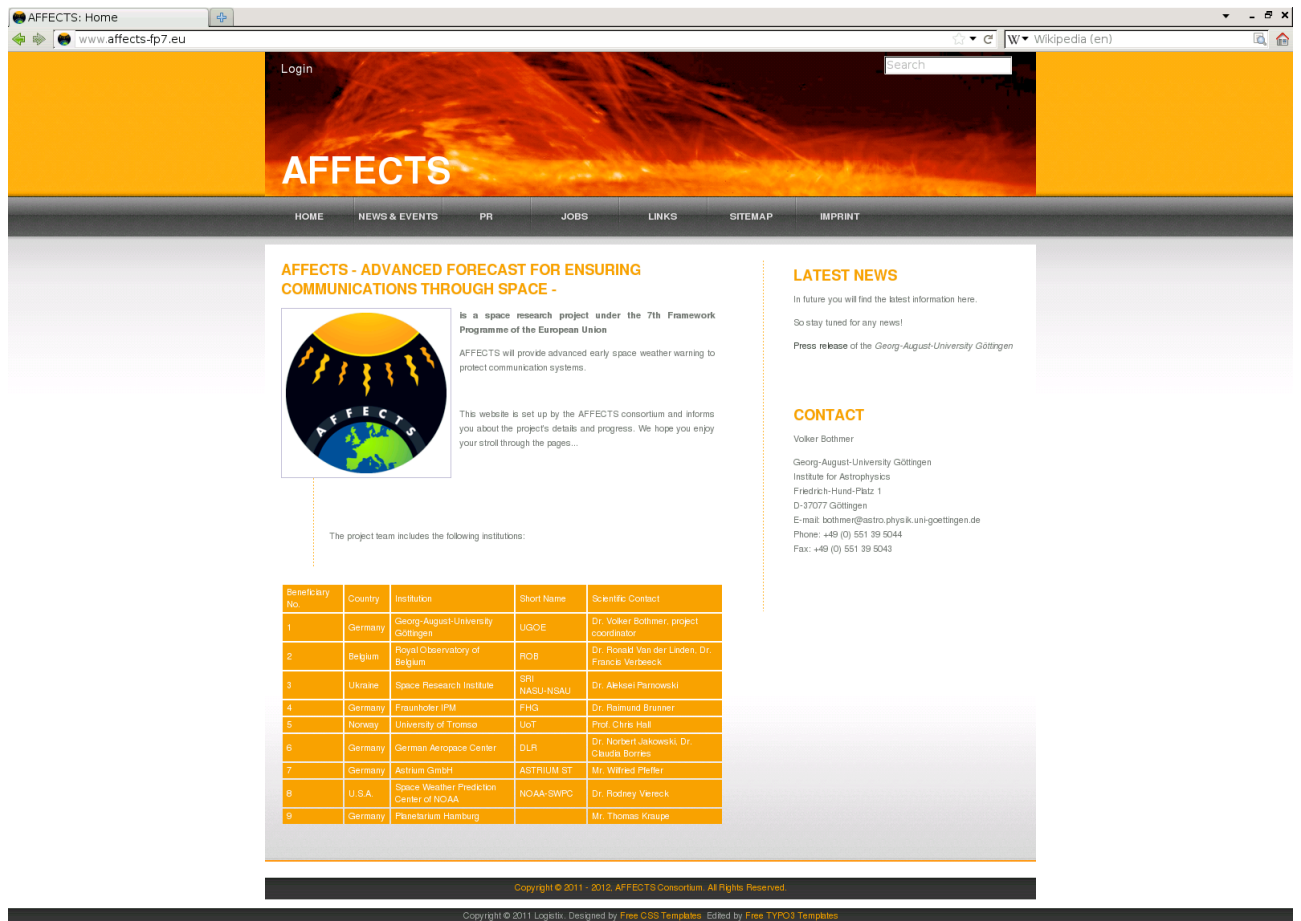 AFFECTS: Home
www.affects-fp7.eu
W Wikipedia (en)
Login
Search
AFFECTS
HOME NEWS & EVENTS PR JOBS LINKS SITEMAP IMPRINT
AFFECTS - ADVANCED FORECAST FOR ENSURING
COMMUNICATIONS THROUGH SPACE -
AFFECTS
is a space research project under the 7th Framework
Programme of the European Union
AFFECTS will provide advanced early space weather warning to
protect communication systems.
This website is set up by the AFFECTS consortium and informs
you about the project's details and progress. We hope you enjoy
your stroll through the pages...
The project team includes the following institutions:
Beneficiary No. Country Institution Short Name Scientific Contact
1 Germany Georg-August-University Göttingen UGOE Dr. Volker Bothmer, project coordinator
2 Belgium Royal Observatory of Belgium ROB Dr. Ronald Van der Linden. Dr. Francis Verbeeck
3 Ukraine Space Research Institute SRI NASU-NSAU Dr. Aleksei Parnowski
4 Germany Fraunhofer IPM FHG Dr. Raimund Brunner
5 Norway University of Tromsø UoT Prof. Chris Hall
6 Germany German Aeropace Center DLR Dr. Norbert Jakowski, Dr. Claudia Borries
7 Germany Astrium GmbH ASTRIUM ST Mr. Wilfried Pfeffer
8 U.S.A. Space Weather Prediction Center of NOAA NOAA-SWPC Dr. Rodney Viereck
9 Germany Planetarium Hamburg Mr. Thomas Kraupe
LATEST NEWS
In future you will find the latest information here.
So stay tuned for any news!
Press release of the Georg-August-University Göttingen
CONTACT
Volker Bothmer
Georg-August-University Göttingen
Institute for Astrophysics
Friedrich-Hund-Platz 1
D-37077 Göttingen
E-mail: bothmer@astro.physik.uni-goettingen.de
Phone: +49 (0) 551 39 5044
Fax: +49 (0) 551 39 5043
Copyright © 2011 - 2012, AFFECTS Consortium. All Rights Reserved.
Copyright © 2011 Logistix. Designed by Free CSS Templates Edited by Free TYPO3 Templates